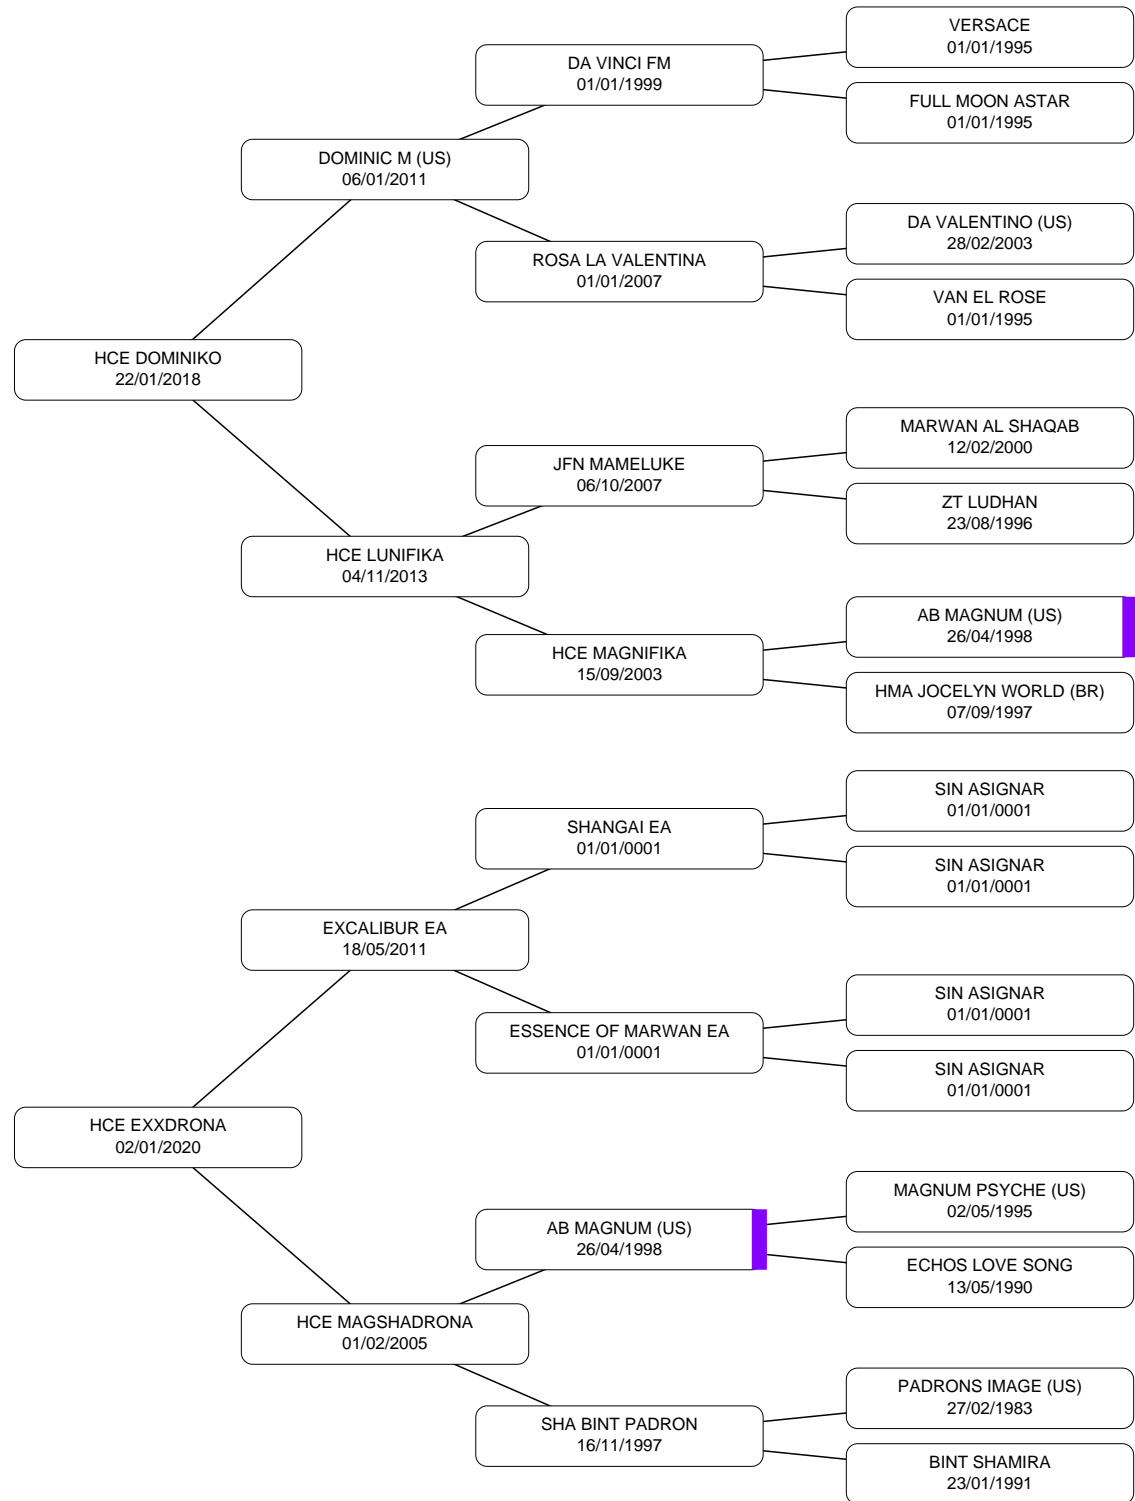 VERSACE
01/01/1995
DA VINCI FM
01/01/1999
FULL MOON ASTAR
01/01/1995
DOMINIC M (US)
06/01/2011
DA VALENTINO (US)
28/02/2003
ROSA LA VALENTINA
01/01/2007
VAN EL ROSE
01/01/1995
HCE DOMINIKO
22/01/2018
MARWAN AL SHAQAB
12/02/2000
JFN MAMELUKE
06/10/2007
ZT LUDHAN
23/08/1996
HCE LUNIFIKA
04/11/2013
AB MAGNUM (US)
26/04/1998
HCE MAGNIFIKA
15/09/2003
HMA JOCELYN WORLD (BR)
07/09/1997
SIN ASIGNAR
01/01/0001
SHANGAI EA
01/01/0001
SIN ASIGNAR
01/01/0001
EXCALIBUR EA
18/05/2011
SIN ASIGNAR
01/01/0001
ESSENCE OF MARWAN EA
01/01/0001
SIN ASIGNAR
01/01/0001
HCE EXXDRONA
02/01/2020
MAGNUM PSYCHE (US)
02/05/1995
AB MAGNUM (US)
26/04/1998
ECHOS LOVE SONG
13/05/1990
HCE MAGSHADRONA
01/02/2005
PADRONS IMAGE (US)
27/02/1983
SHA BINT PADRON
16/11/1997
BINT SHAMIRA
23/01/1991